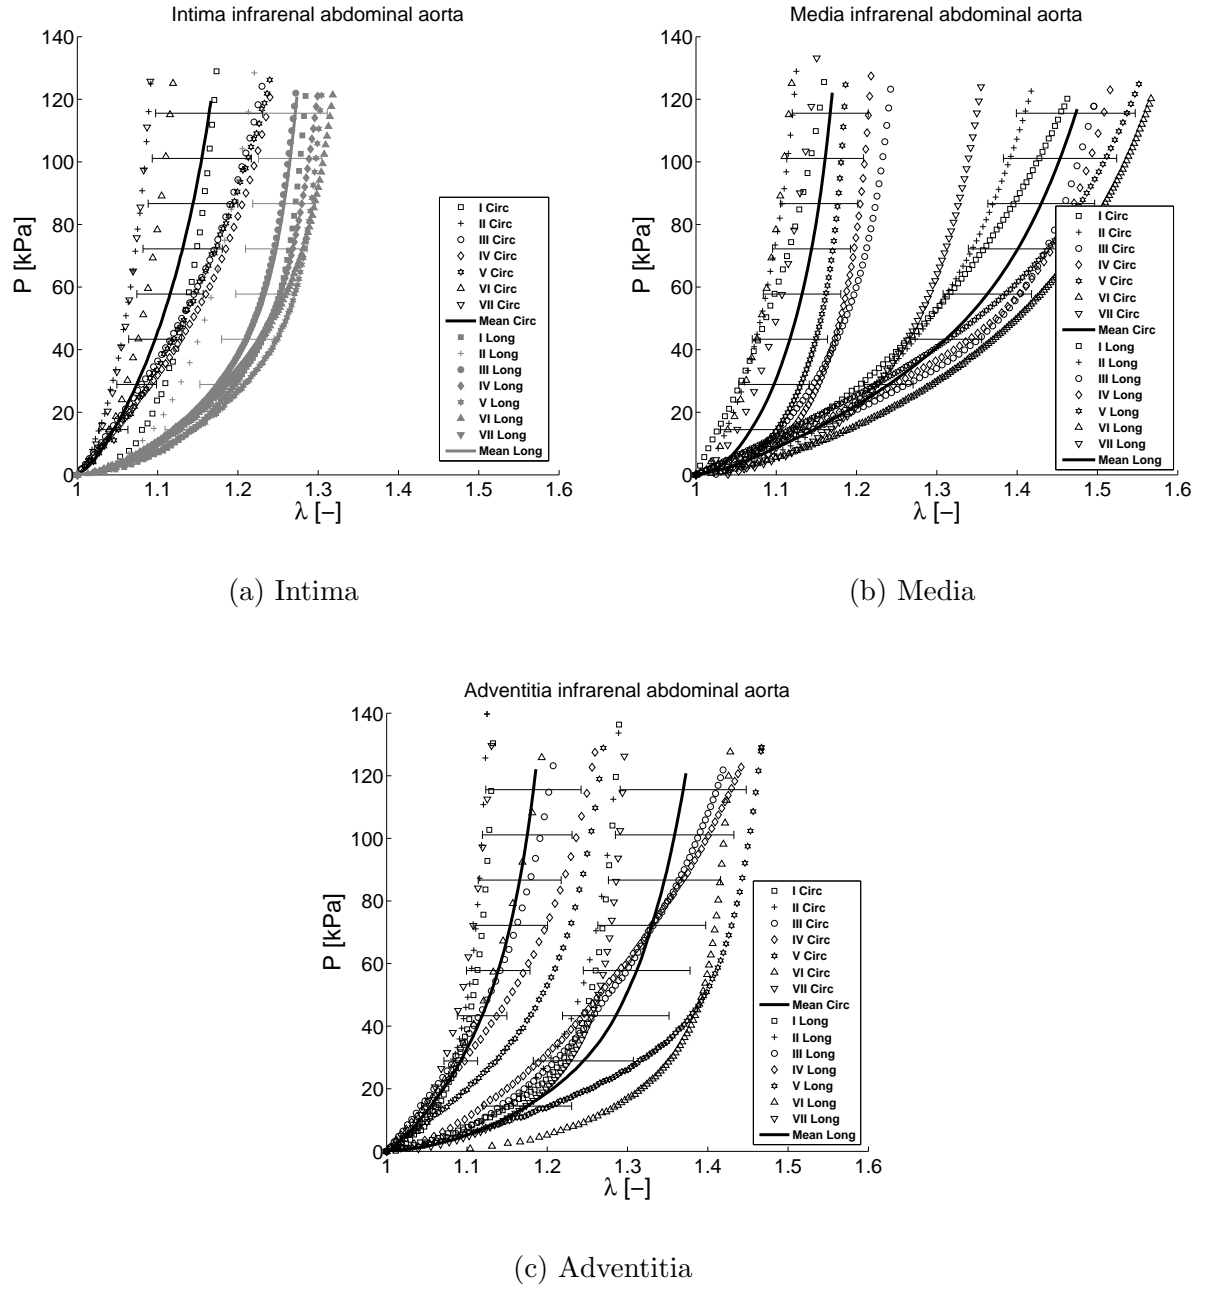 Intima infrarenal abdominal aorta
140
120
100
80
60
40
20
0
P [kPa]
1
1.1
1.2
1.3
1.4
1.5
1.6
λ [−]
I Circ
II Circ
III Circ
IV Circ
V Circ
VI Circ
VII Circ
Mean Circ
I Long
II Long
III Long
IV Long
V Long
VI Long
VII Long
Mean Long
(a) Intima
Media infrarenal abdominal aorta
140
120
100
80
60
40
20
0
P [kPa]
1
1.1
1.2
1.3
1.4
1.5
1.6
λ [−]
I Circ
II Circ
III Circ
IV Circ
V Circ
VI Circ
VII Circ
Mean Circ
I Long
II Long
III Long
IV Long
V Long
VI Long
VII Long
Mean Long
(b) Media
Adventitia infrarenal abdominal aorta
140
120
100
80
60
40
20
0
P [kPa]
1
1.1
1.2
1.3
1.4
1.5
1.6
λ [−]
I Circ
II Circ
III Circ
IV Circ
V Circ
VI Circ
VII Circ
Mean Circ
I Long
II Long
III Long
IV Long
V Long
VI Long
VII Long
Mean Long
(c) Adventitia